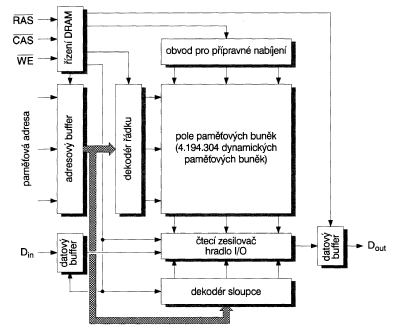 RAS
CAS
WE
řízení DRAM
obvod pro přípravné nabíjení
paměťová adresa
adresový buffer
dekodér řádku
pole paměťových buněk
(4.194.304 dynamických
paměťových buněk)
Din
datový
buffer
čtecí zesilovač
hradlo I/O
datový
buffer
Dout
dekodér sloupce